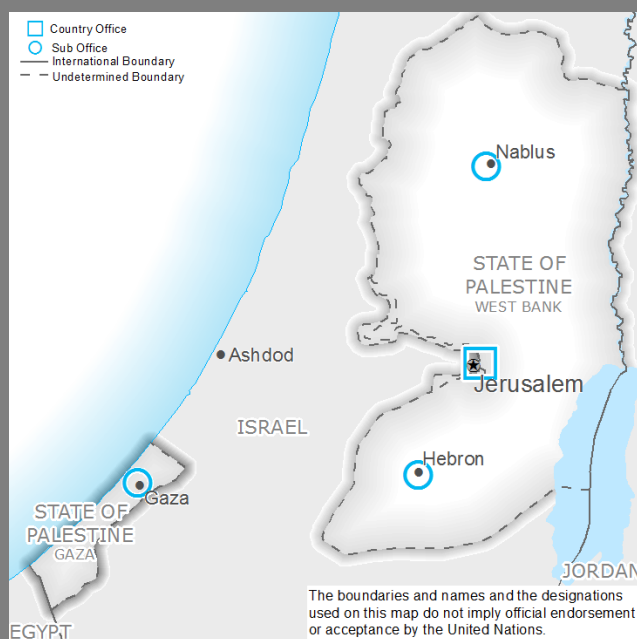 Country Office
Sub Office
International Boundary
Undetermined Boundary
Nablus
STATE OF
PALESTINE
WEST BANK
Ashdod
Jerusalem
ISRAEL
Hebron
Gaza
STATE OF
PALESTINE
GAZA
JORDAN
The boundaries and names and the designations
used on this map do not imply official endorsement
or acceptance by the United Nations.
EGYPT